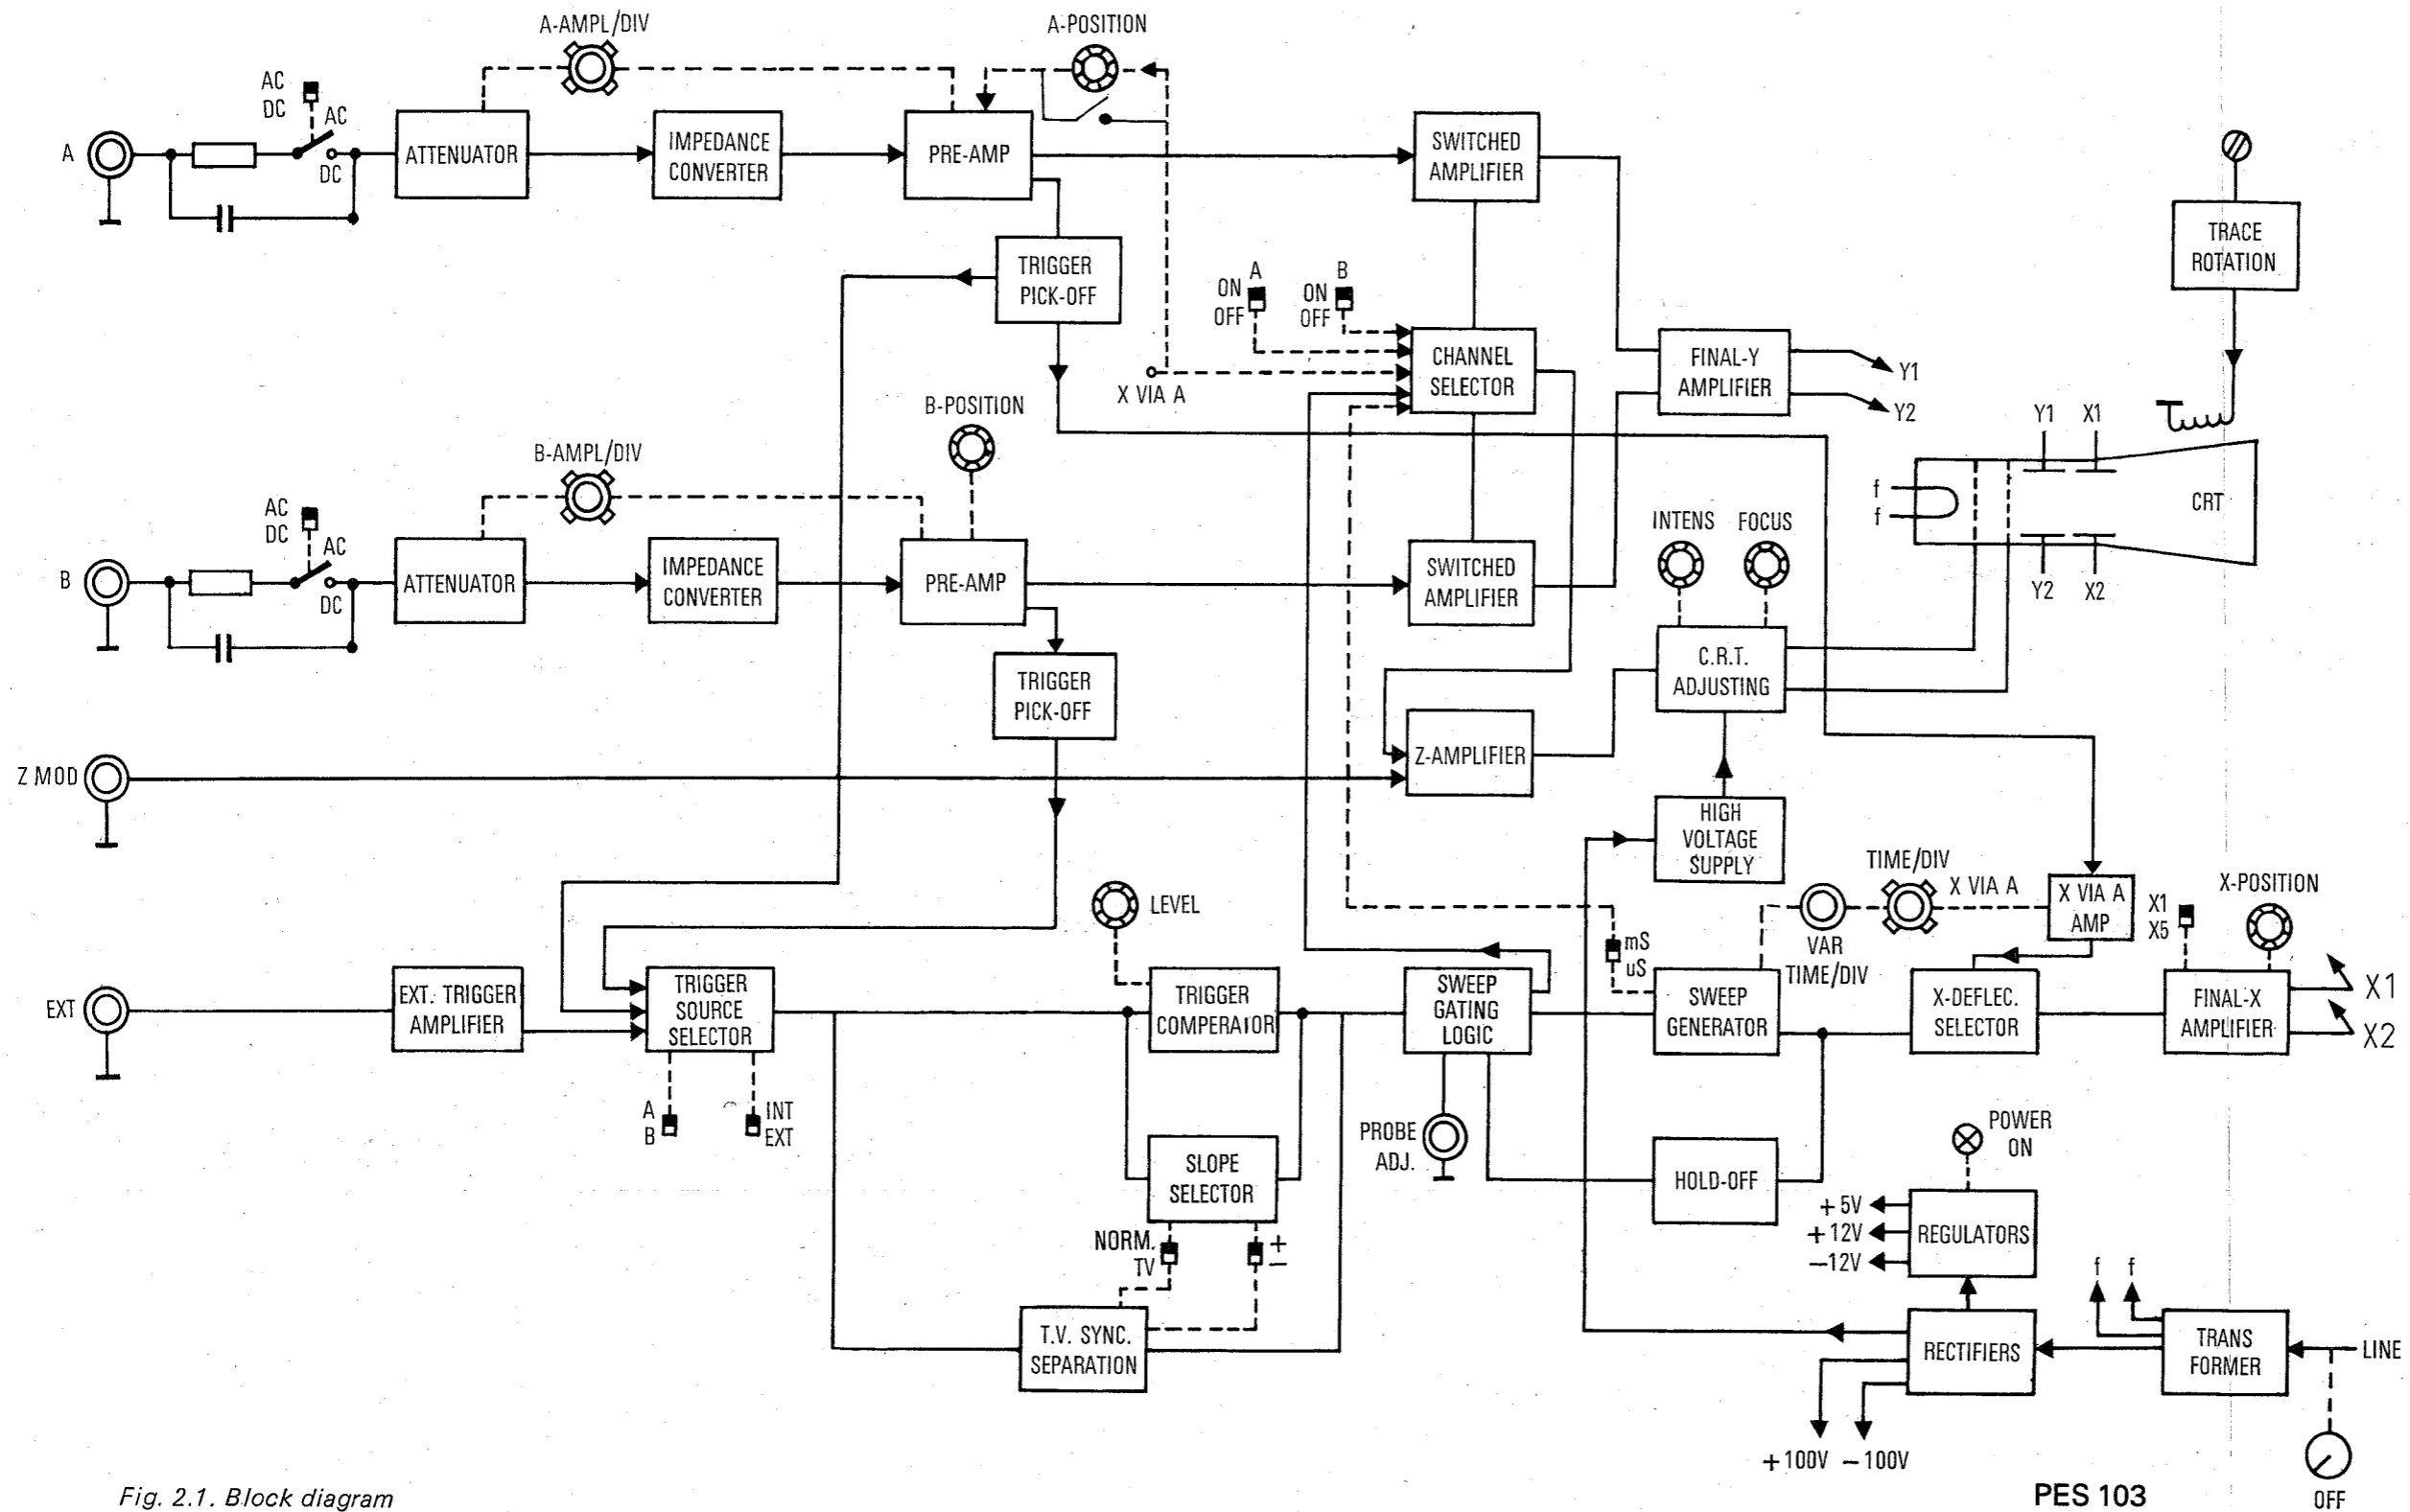 A-AMPL/DIV
A-POSITION
AC
DC
AC
DC
A
ATTENUATOR
IMPEDANCE
CONVERTER
PRE-AMP
SWITCHED
AMPLIFIER
TRACE
ROTATION
TRIGGER
PICK-OFF
A
ON
OFF
B
ON
OFF
CHANNEL
SELECTOR
FINAL-Y
AMPLIFIER
Y1
Y2
X VIA A
B-POSITION
B-AMPL/DIV
Y1
X1
f
f
CRT
Y2
X2
AC
DC
AC
DC
B
ATTENUATOR
IMPEDANCE
CONVERTER
PRE-AMP
SWITCHED
AMPLIFIER
INTENS
FOCUS
C.R.T.
ADJUSTING
TRIGGER
PICK-OFF
Z MOD
Z-AMPLIFIER
HIGH
VOLTAGE
SUPPLY
LEVEL
TIME/DIV
X VIA A
VAR
TIME/DIV
X VIA A
AMP
X1
X5
X-POSITION
mS
uS
EXT
EXT. TRIGGER
AMPLIFIER
TRIGGER
SOURCE
SELECTOR
TRIGGER
COMPERATOR
SWEEP
GATING
LOGIC
SWEEP
GENERATOR
X-DEFLEC.
SELECTOR
FINAL-X
AMPLIFIER
X1
X2
A
B
INT
EXT
SLOPE
SELECTOR
PROBE
ADJ.
HOLD-OFF
POWER
ON
+5V
+12V
−12V
REGULATORS
NORM.
TV
+
−
T.V. SYNC.
SEPARATION
f
f
RECTIFIERS
TRANS
FORMER
LINE
+100V
−100V
OFF
Fig. 2.1. Block diagram
PES 103